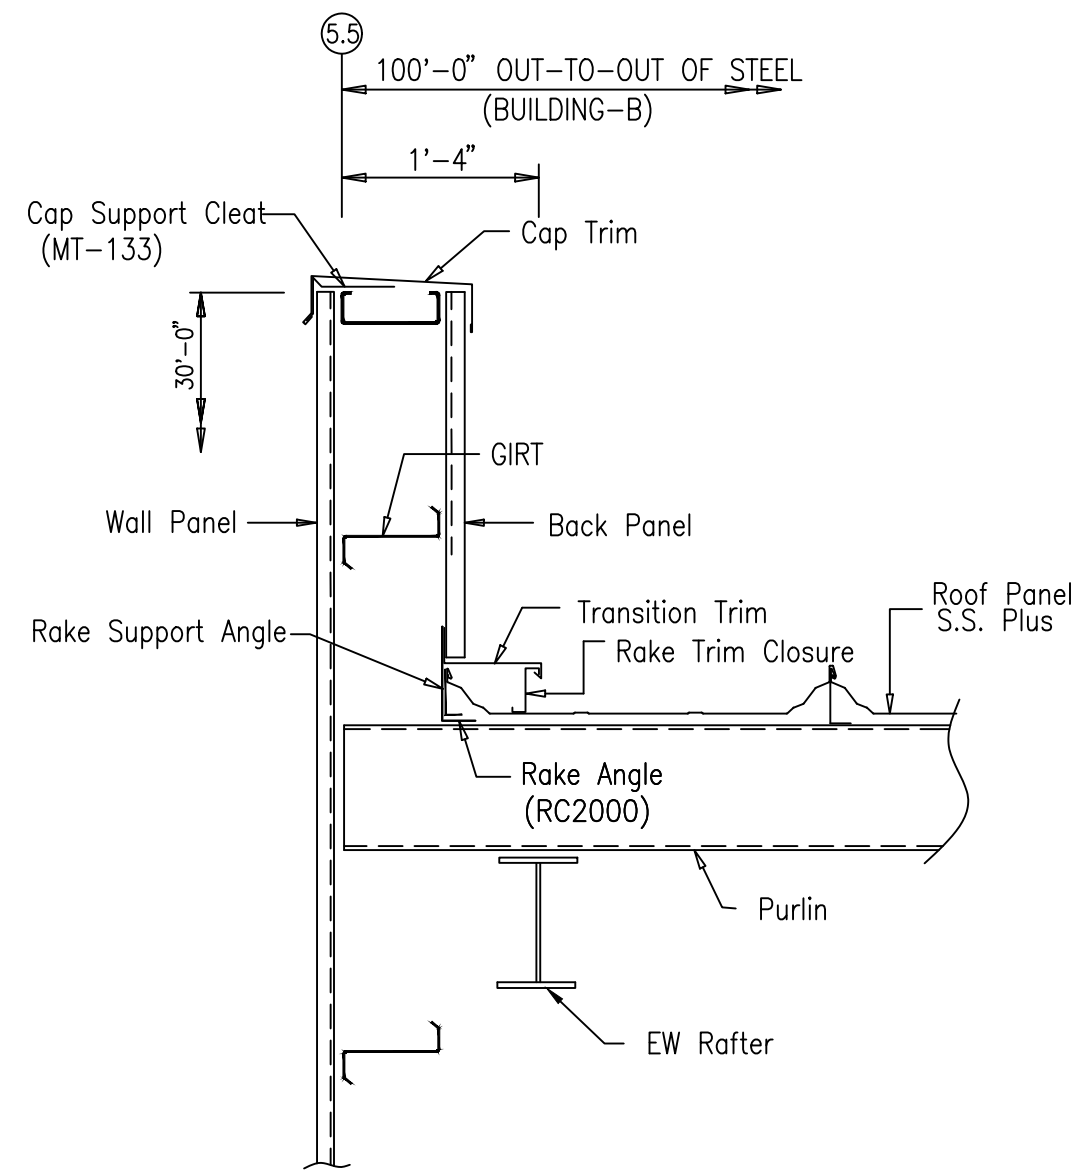 5.5
100'-0" OUT-TO-OUT OF STEEL
(BUILDING-B)
1'-4"
Cap Support Cleat
(MT-133)
Cap Trim
30'-0"
GIRT
Wall Panel
Back Panel
Roof Panel
S.S. Plus
Transition Trim
Rake Support Angle
Rake Trim Closure
Rake Angle
(RC2000)
Purlin
EW Rafter